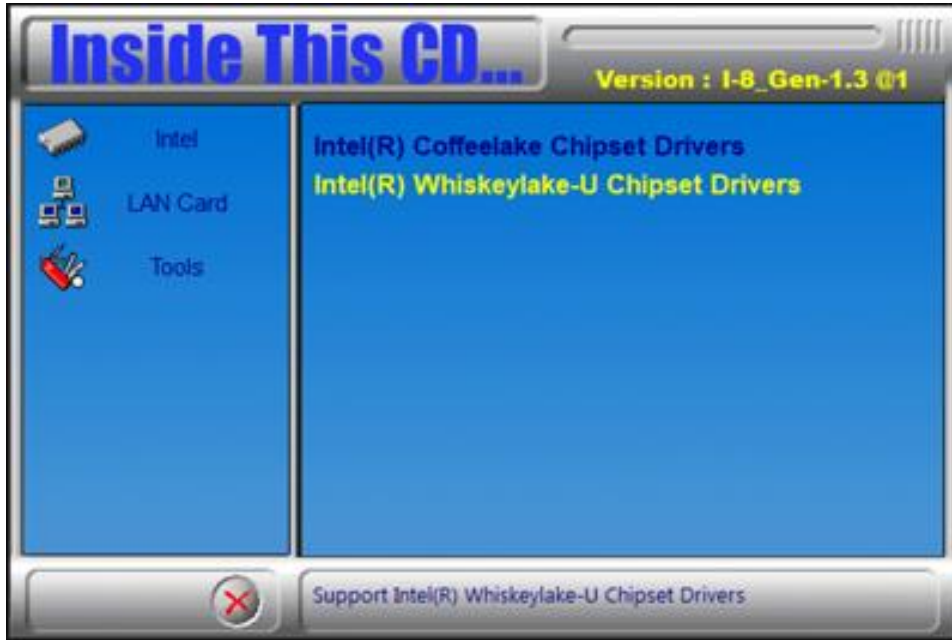 Inside This CD...
Version : I-8_Gen-1.3 @1
Intel
LAN Card
Tools
Intel(R) Coffeelake Chipset Drivers
Intel(R) Whiskeylake-U Chipset Drivers
Support Intel(R) Whiskeylake-U Chipset Drivers